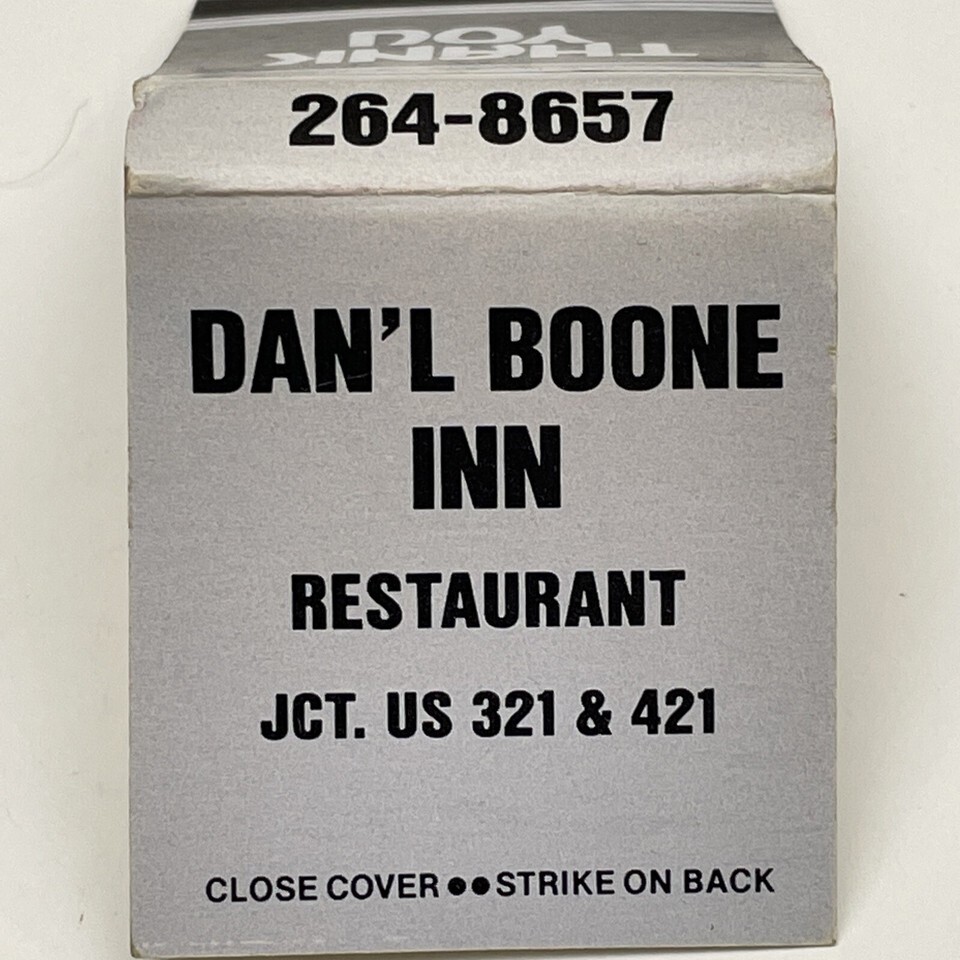 THANK
YOU
264-8657
DAN'L BOONE
INN
RESTAURANT
JCT. US 321 & 421
CLOSE COVER ●● STRIKE ON BACK